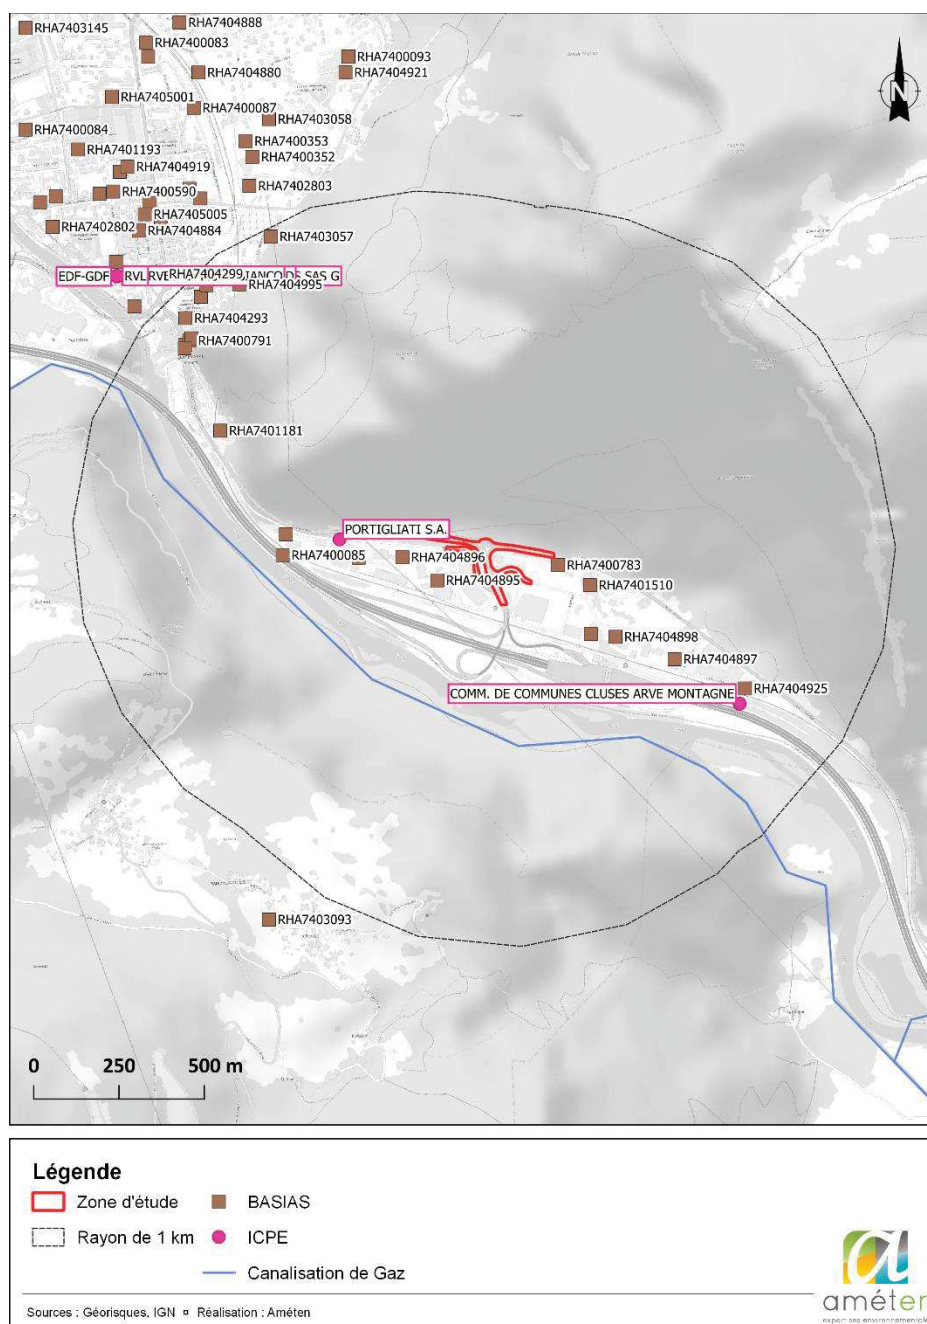 RHA7404888
RHA7403145
RHA7400083
RHA7400093
RHA7404880
RHA7404921
N
RHA7405001
RHA7400087
RHA7403058
RHA7400084
RHA7400353
RHA7401193
RHA7400352
RHA7404919
RHA7402803
RHA7400590
RHA7405005
RHA7402802
RHA7404884
RHA7403057
EDF-GDF
RHA7404299
RHA7404995
RHA7404293
RHA7400791
RHA7401181
PORTIGLIATI S.A.
RHA7400085
RHA7404896
RHA7400783
RHA7404895
RHA7401510
RHA7404898
RHA7404897
COMM. DE COMMUNES CLUSES ARVE MONTAGNE
RHA7404925
RHA7403093
0 250 500 m
Légende
Zone d'étude
BASIAS
Rayon de 1 km
ICPE
Canalisation de Gaz
Sources : Géorisques, IGN ¤ Réalisation : Améten
améten